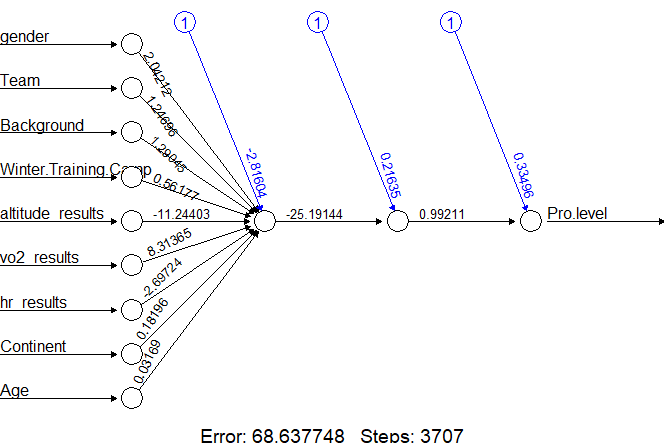 1 1 1
gender
2.04212
Team
1.24696
Background
1.29045
Winter.Training.Camp
0.56177
-2.81604
0.21635
0.33496
altitude_results
-11.24403
-25.19144
0.99211
Pro.level
vo2_results
8.31365
hr_results
-2.69724
Continent
0.18196
Age
0.03169
Error: 68.637748 Steps: 3707